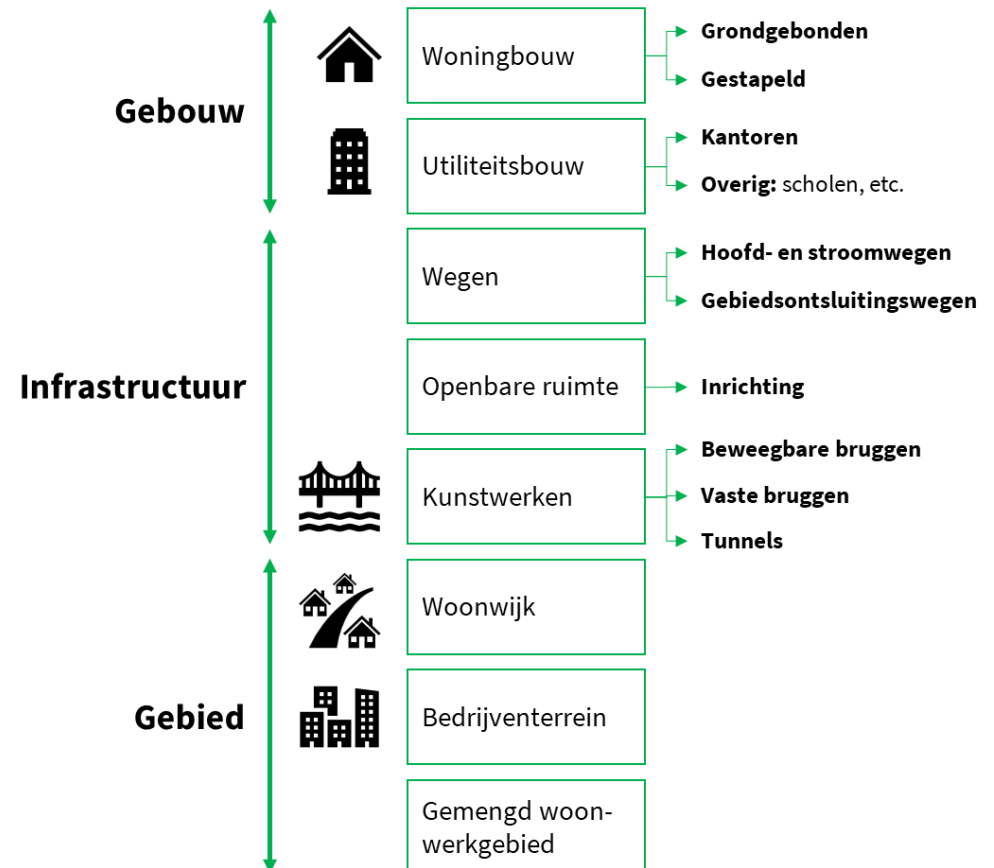 Gebouw
Woningbouw
Grondgebonden
Gestapeld
Utiliteitsbouw
Kantoren
Overig: scholen, etc.
Infrastructuur
Wegen
Hoofd- en stroomwegen
Gebiedsontsluitingswegen
Openbare ruimte
Inrichting
Kunstwerken
Beweegbare bruggen
Vaste bruggen
Tunnels
Gebied
Woonwijk
Bedrijventerrein
Gemengd woon-
werkgebied